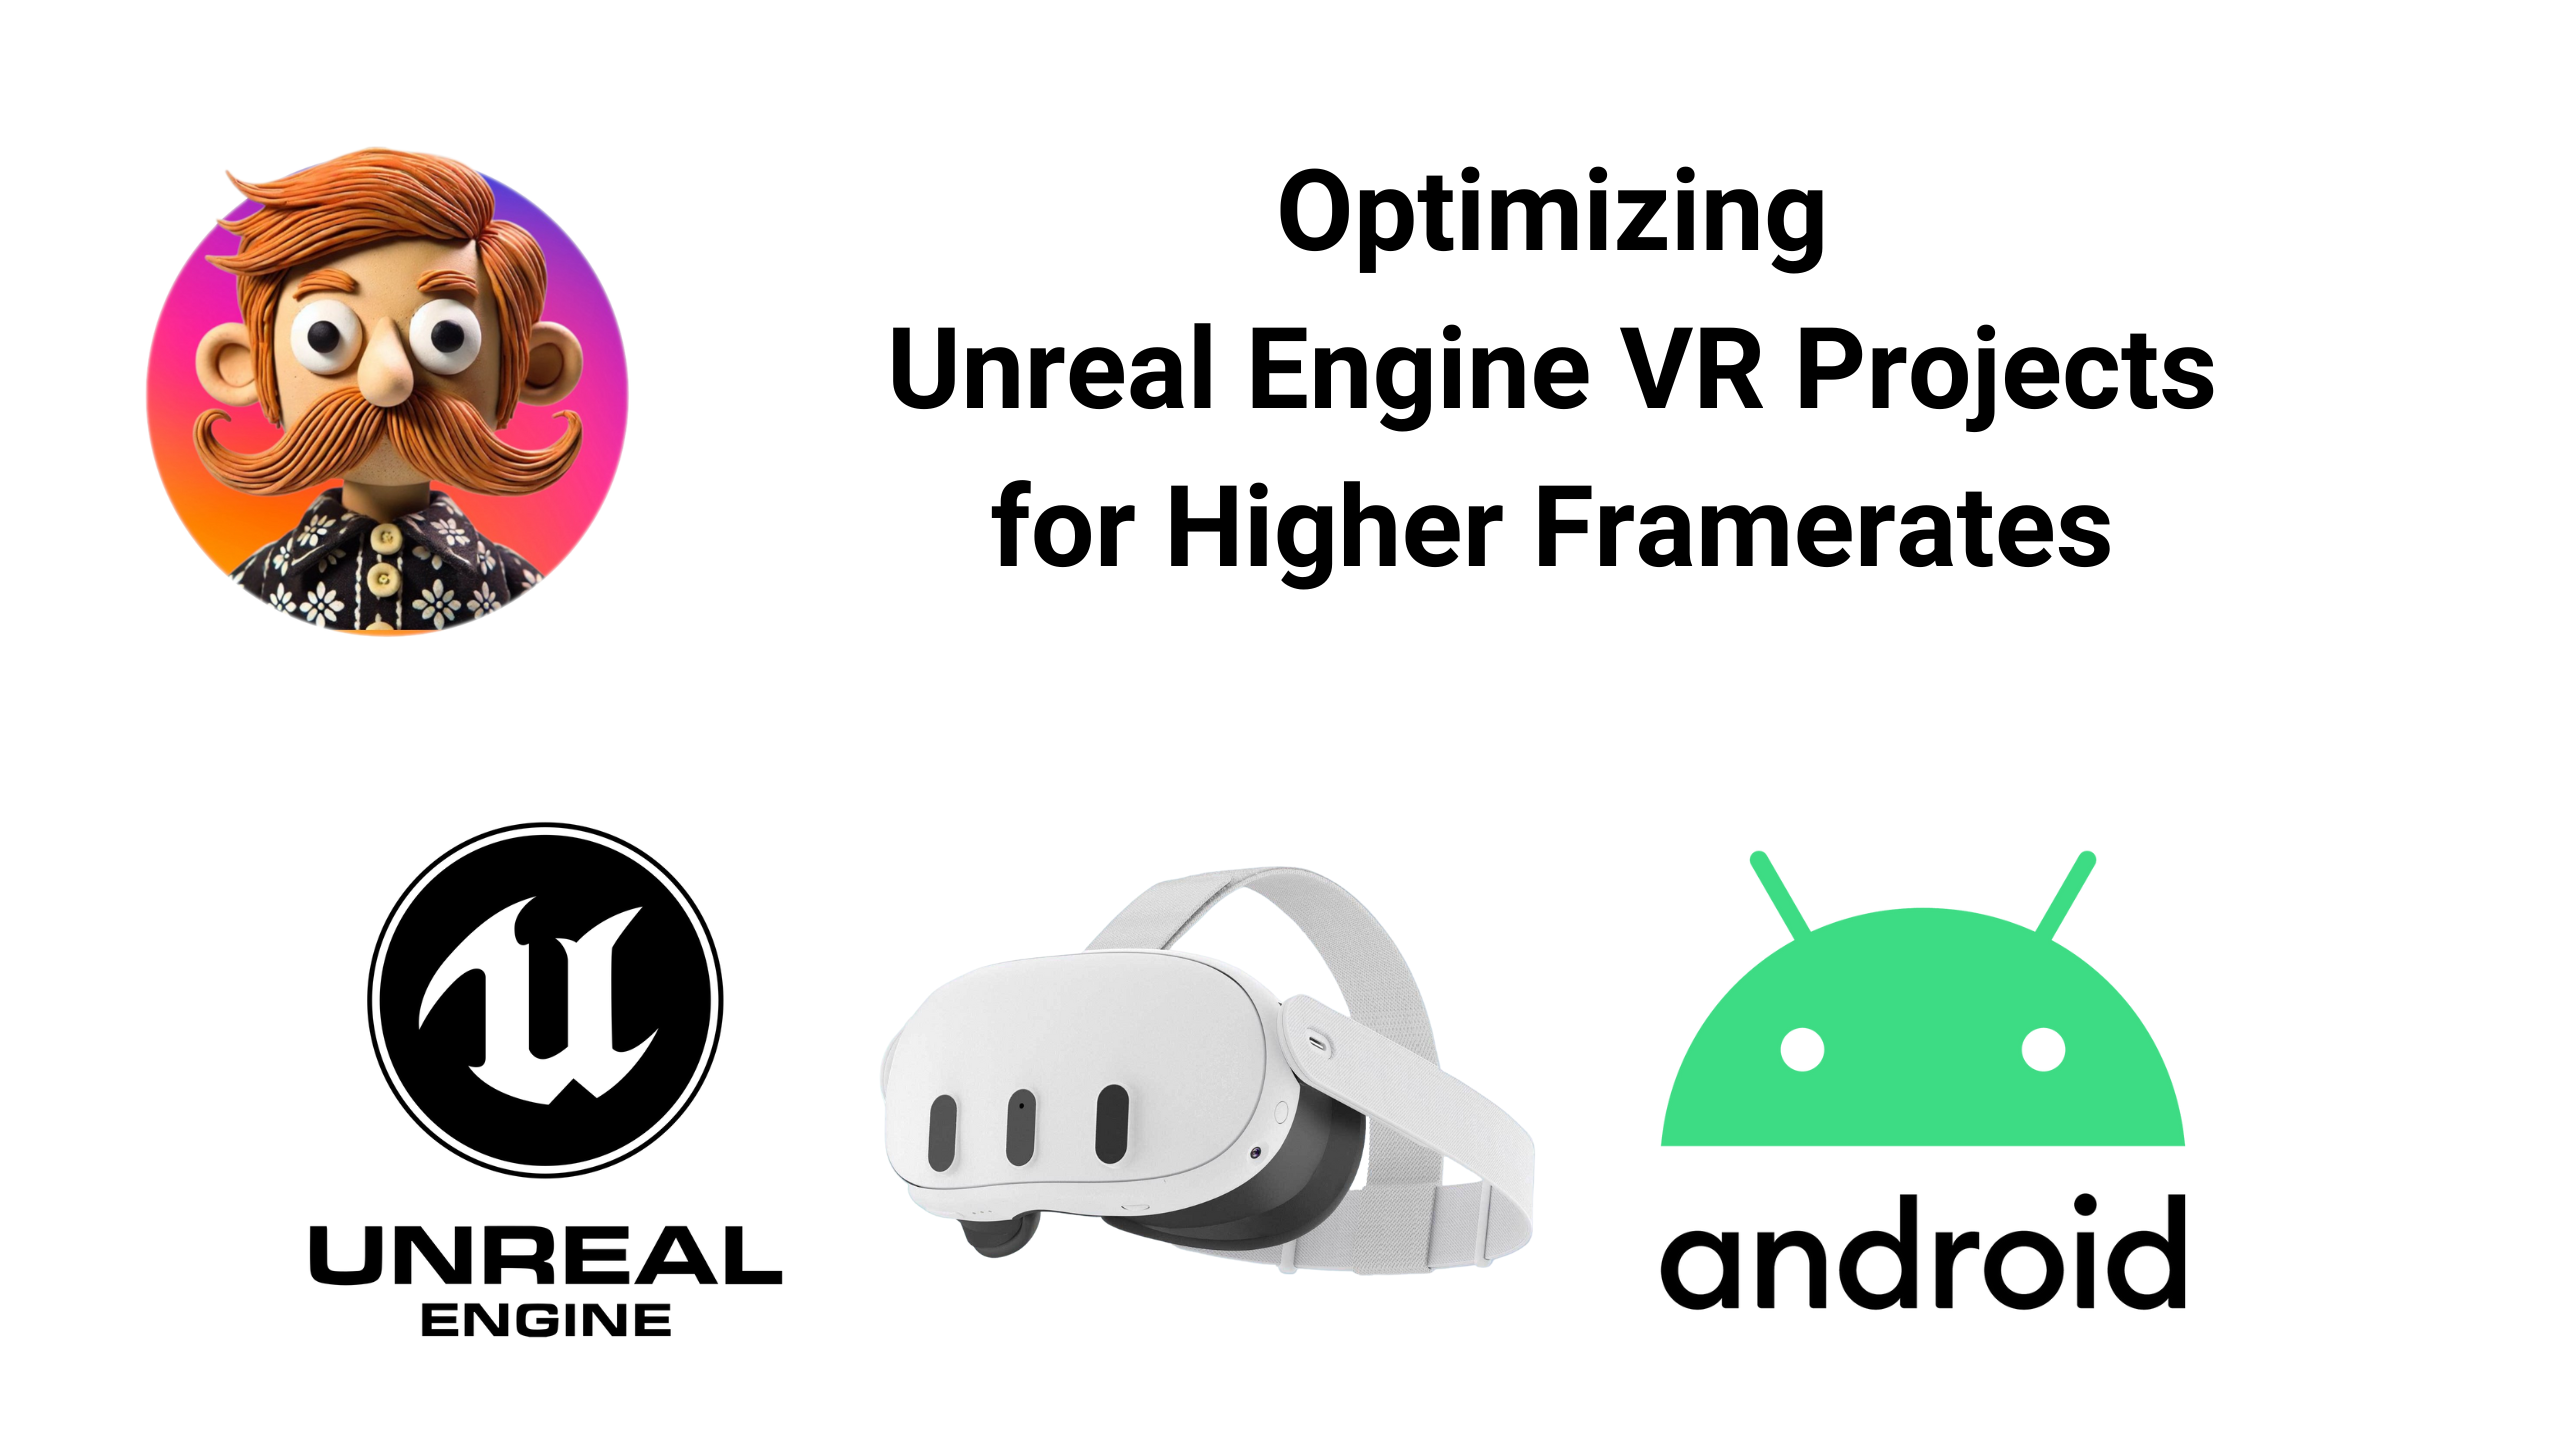 Optimizing
Unreal Engine VR Projects
for Higher Framerates
UNREAL
ENGINE
android